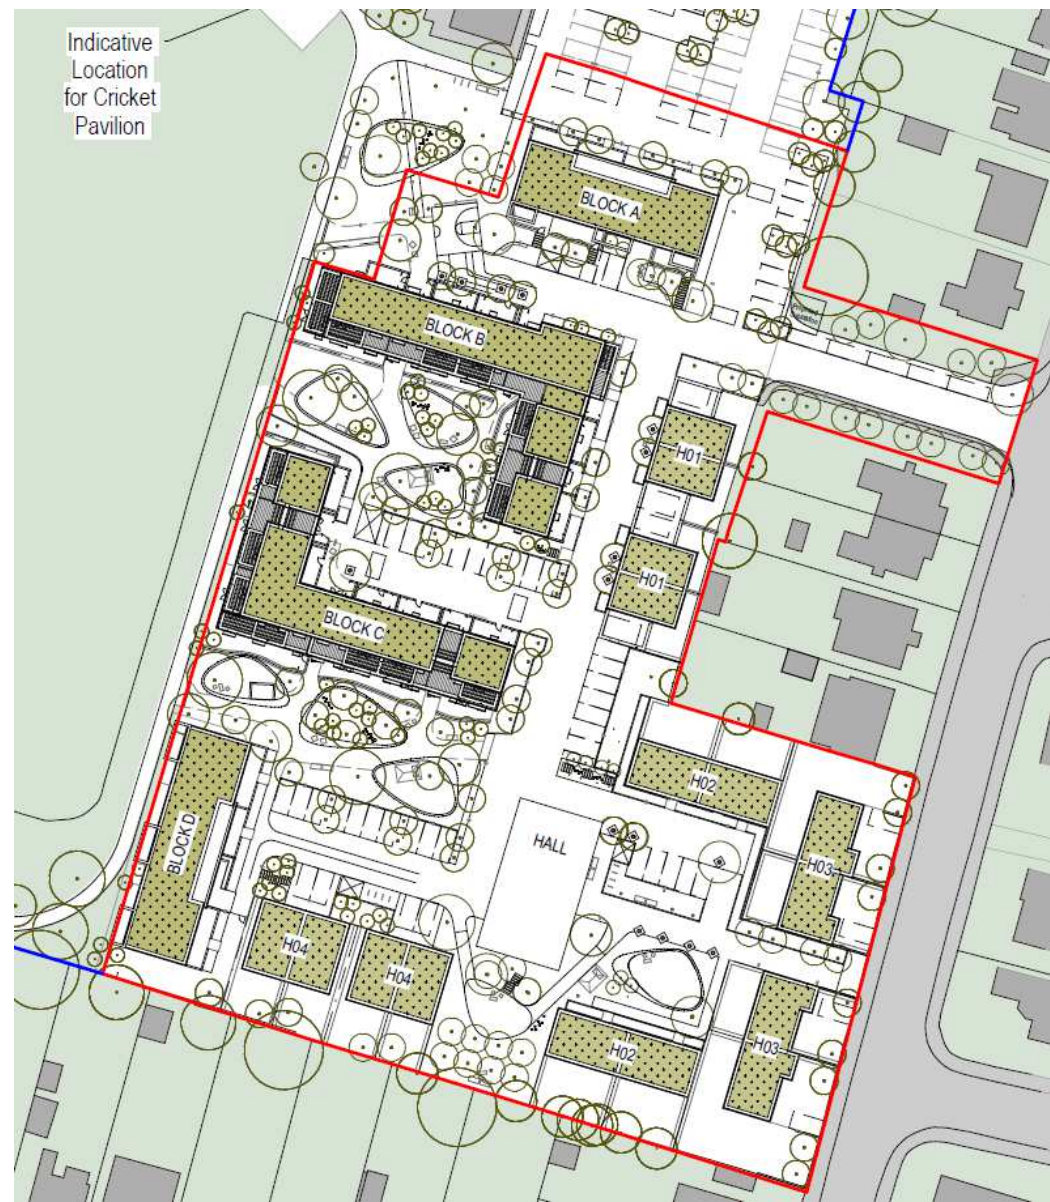 Indicative
Location
for Cricket
Pavilion
BLOCK A
BLOCK B
H01
H01
BLOCK C
H02
BLOCK D
HALL
H03
H04
H04
H03
H02